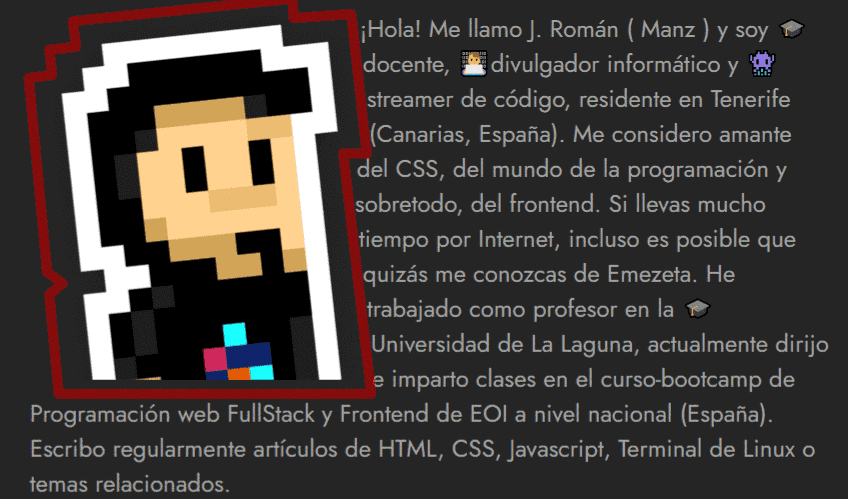 ¡Hola! Me llamo J. Román ( Manz ) y soy 🎓
docente, 👨‍💻 divulgador informático y 👾
streamer de código, residente en Tenerife
(Canarias, España). Me considero amante
del CSS, del mundo de la programación y
sobretodo, del frontend. Si llevas mucho
tiempo por Internet, incluso es posible que
quizás me conozcas de Emezeta. He
trabajado como profesor en la 🎓
Universidad de La Laguna, actualmente dirijo
e imparto clases en el curso-bootcamp de
Programación web FullStack y Frontend de EOI a nivel nacional (España).
Escribo regularmente artículos de HTML, CSS, Javascript, Terminal de Linux o
temas relacionados.